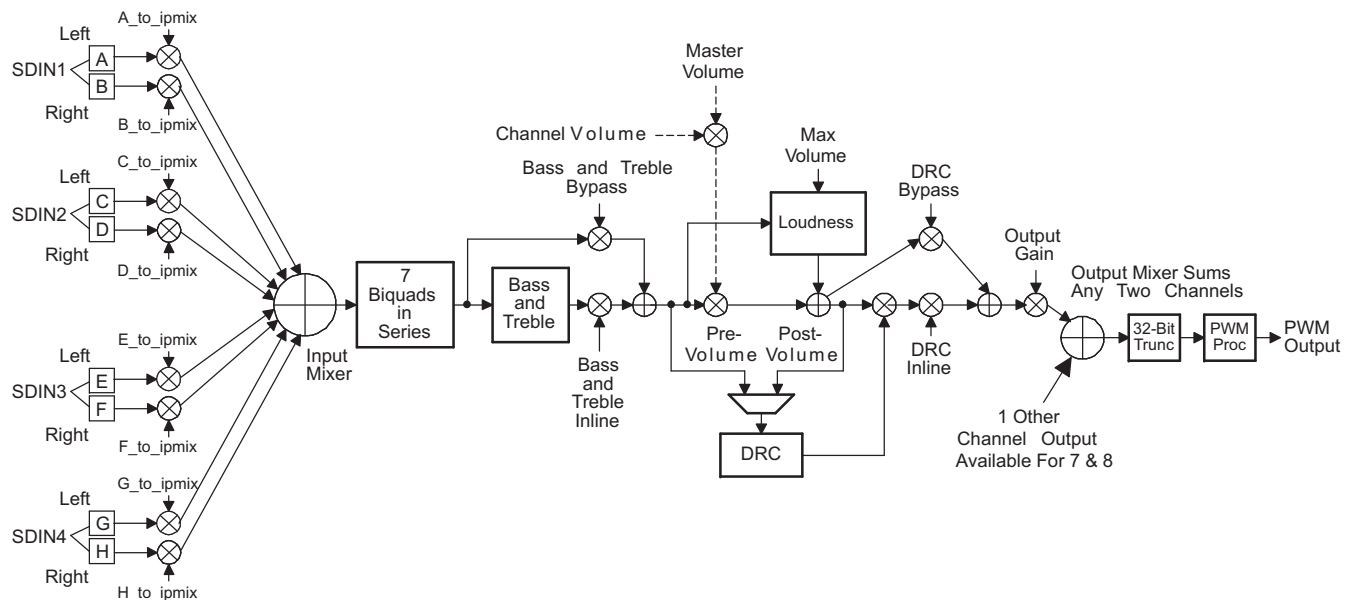 A_to_ipmix
Left
SDIN1
A
B
Right
B_to_ipmix
C_to_ipmix
Left
SDIN2
C
D
Right
D_to_ipmix
E_to_ipmix
Left
SDIN3
E
F
Right
F_to_ipmix
G_to_ipmix
Left
SDIN4
G
H
Right
H_to_ipmix
Input
Mixer
7
Biquads
in
Series
Bass and Treble
Bypass
Bass
and
Treble
Bass
and
Treble
Inline
Master
Volume
Channel Volume
Max
Volume
Loudness
Pre-
Volume
Post-
Volume
DRC
DRC
Bypass
DRC
Inline
Output
Gain
Output Mixer Sums
Any Two Channels
1 Other
Channel Output
Available For 7 & 8
32-Bit
Trunc
PWM
Proc
PWM
Output